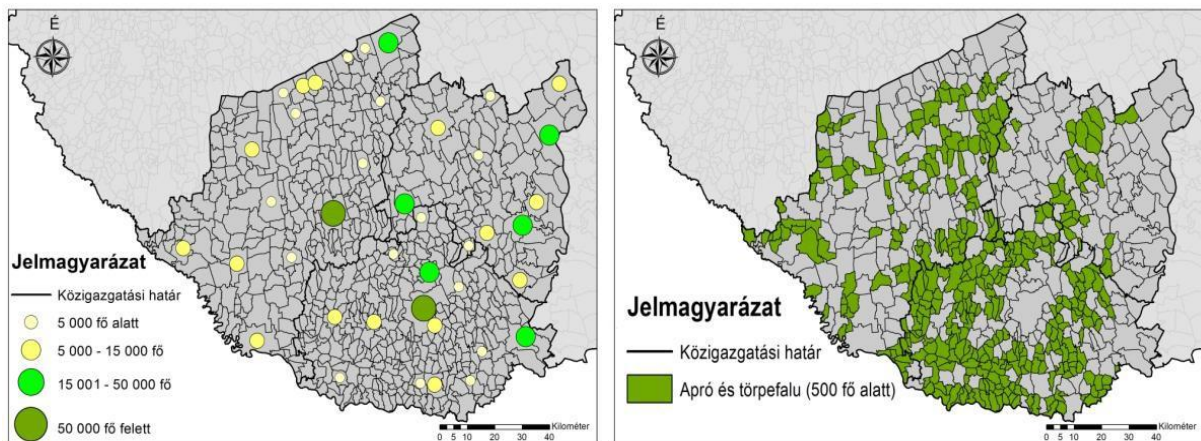 É
Jelmagyarázat
Közigazgatási határ
5 000 fő alatt
5 000 - 15 000 fő
15 001 - 50 000 fő
50 000 fő felett
Kilométer
0 5 10 20 30 40
É
Jelmagyarázat
Közigazgatási határ
Apró és törpefalu (500 fő alatt)
Kilométer
0 5 10 20 30 40